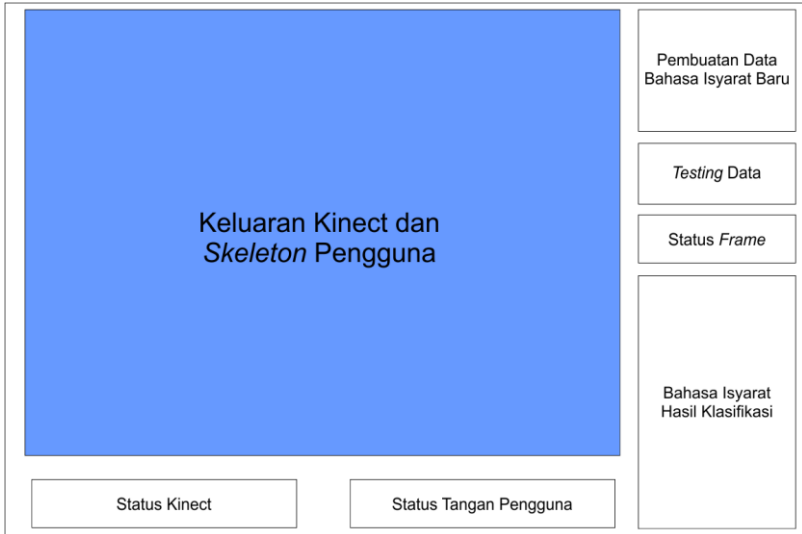 Keluaran Kinect dan
Skeleton Pengguna
Pembuatan Data
Bahasa Isyarat Baru
Testing Data
Status Frame
Bahasa Isyarat
Hasil Klasifikasi
Status Kinect
Status Tangan Pengguna